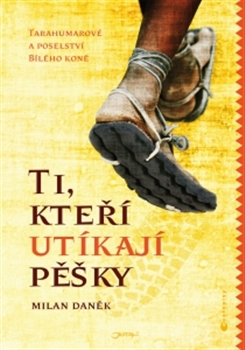 Tarahumarové
a poselství
Bílého koně
Ti,
kteří
utíkají
pěšky
Milan Daněk